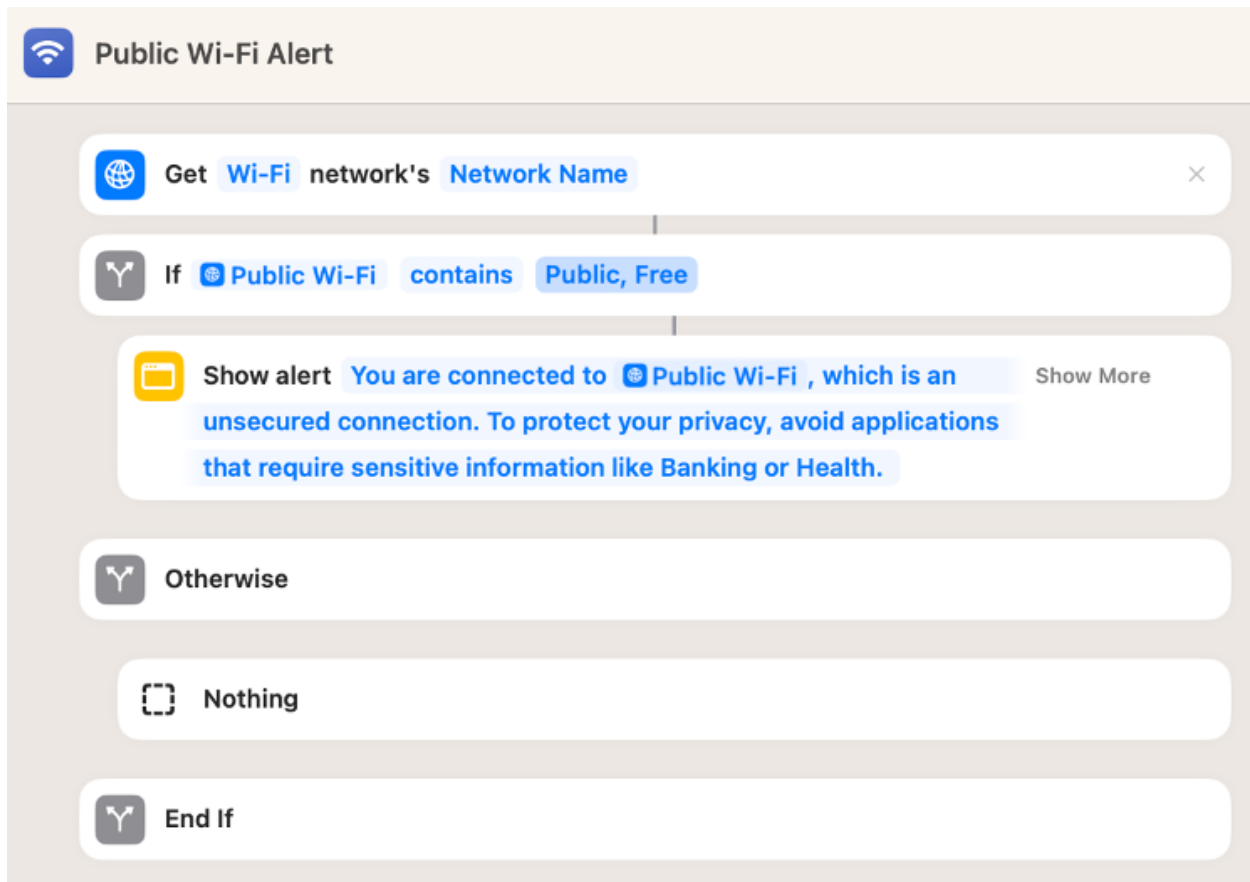 Public Wi-Fi Alert
Get Wi-Fi network's Network Name
If Public Wi-Fi contains Public, Free
Show alert You are connected to Public Wi-Fi , which is an Show More
unsecured connection. To protect your privacy, avoid applications
that require sensitive information like Banking or Health.
Otherwise
Nothing
End If